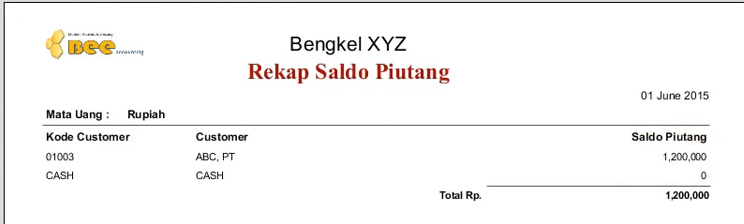 Bee accounting
Bengkel XYZ
Rekap Saldo Piutang
01 June 2015
Mata Uang : Rupiah
Kode Customer Customer Saldo Piutang
01003 ABC, PT 1,200,000
CASH CASH 0
Total Rp. 1,200,000